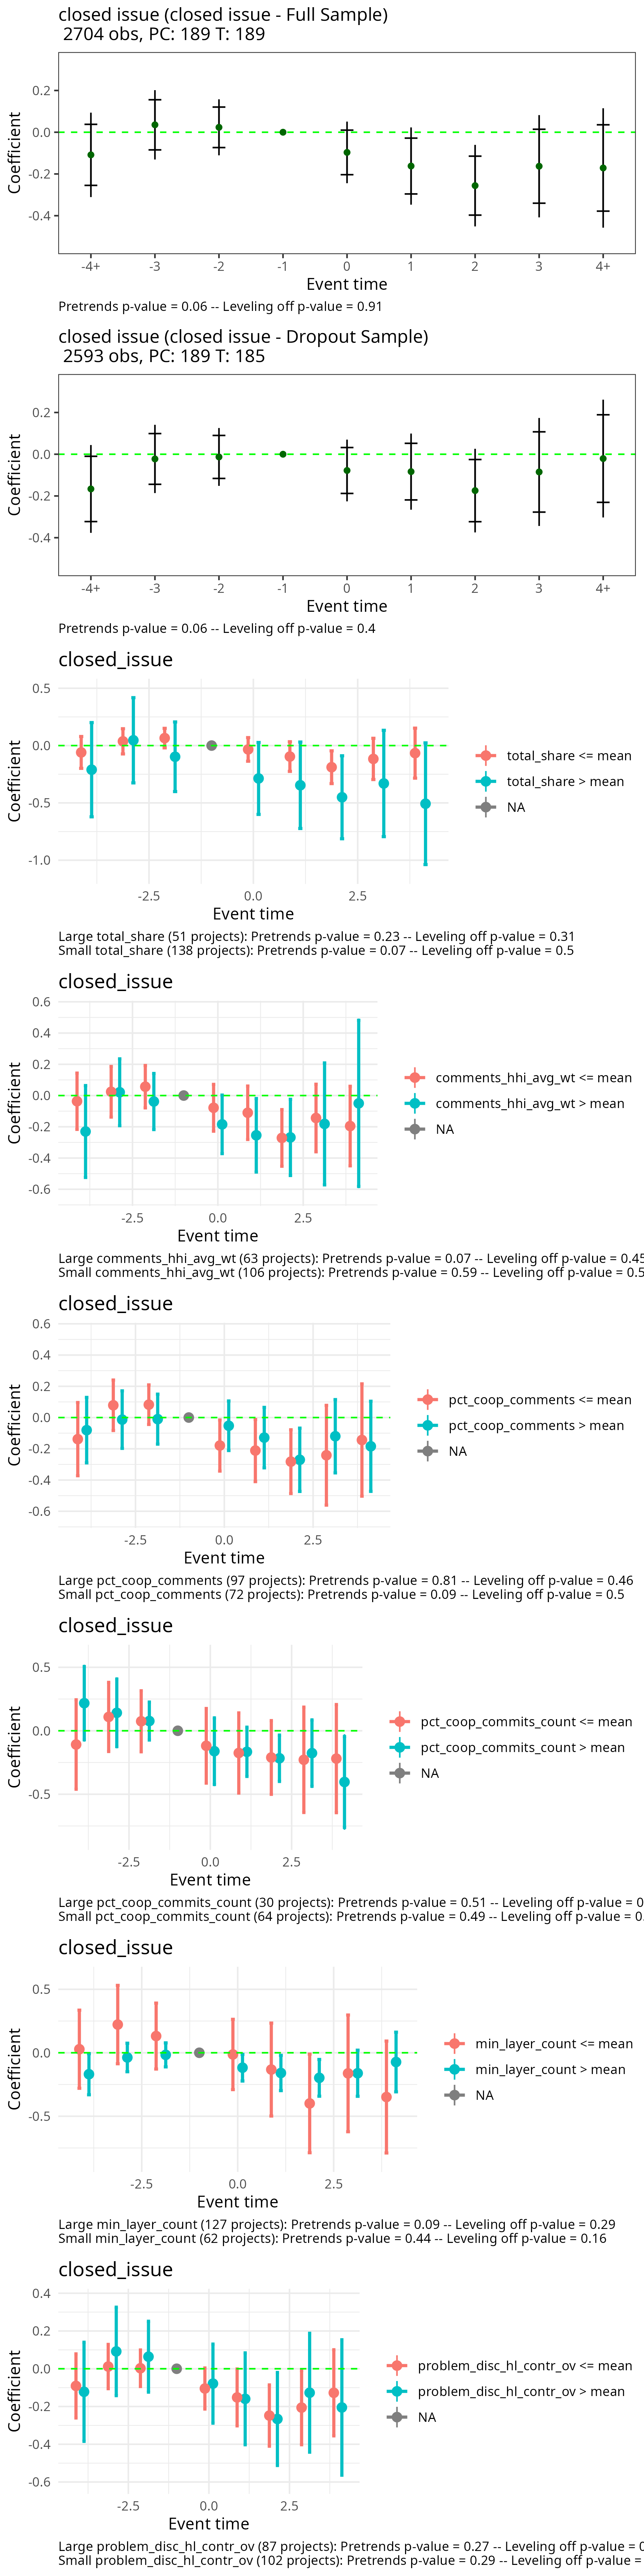 closed issue (closed issue - Full Sample)
2704 obs, PC: 189 T: 189
0.2
0.0
-0.2
-0.4
Coefficient
-4+ -3 -2 -1 0 1 2 3 4+
Event time
Pretrends p-value = 0.06 -- Leveling off p-value = 0.91
closed issue (closed issue - Dropout Sample)
2593 obs, PC: 189 T: 185
0.2
0.0
-0.2
-0.4
Coefficient
-4+ -3 -2 -1 0 1 2 3 4+
Event time
Pretrends p-value = 0.06 -- Leveling off p-value = 0.4
closed_issue
0.5
0.0
-0.5
-1.0
Coefficient
-2.5 0.0 2.5
Event time
total_share <= mean
total_share > mean
NA
Large total_share (51 projects): Pretrends p-value = 0.23 -- Leveling off p-value = 0.31
Small total_share (138 projects): Pretrends p-value = 0.07 -- Leveling off p-value = 0.5
closed_issue
0.6
0.4
0.2
0.0
-0.2
-0.4
-0.6
Coefficient
-2.5 0.0 2.5
Event time
comments_hhi_avg_wt <= mean
comments_hhi_avg_wt > mean
NA
Large comments_hhi_avg_wt (63 projects): Pretrends p-value = 0.07 -- Leveling off p-value = 0.45
Small comments_hhi_avg_wt (106 projects): Pretrends p-value = 0.59 -- Leveling off p-value = 0.5
closed_issue
0.6
0.4
0.2
0.0
-0.2
-0.4
-0.6
Coefficient
-2.5 0.0 2.5
Event time
pct_coop_comments <= mean
pct_coop_comments > mean
NA
Large pct_coop_comments (97 projects): Pretrends p-value = 0.81 -- Leveling off p-value = 0.46
Small pct_coop_comments (72 projects): Pretrends p-value = 0.09 -- Leveling off p-value = 0.5
closed_issue
0.5
0.0
-0.5
Coefficient
-2.5 0.0 2.5
Event time
pct_coop_commits_count <= mean
pct_coop_commits_count > mean
NA
Large pct_coop_commits_count (30 projects): Pretrends p-value = 0.51 -- Leveling off p-value = 0
Small pct_coop_commits_count (64 projects): Pretrends p-value = 0.49 -- Leveling off p-value = 0.
closed_issue
0.5
0.0
-0.5
Coefficient
-2.5 0.0 2.5
Event time
min_layer_count <= mean
min_layer_count > mean
NA
Large min_layer_count (127 projects): Pretrends p-value = 0.09 -- Leveling off p-value = 0.29
Small min_layer_count (62 projects): Pretrends p-value = 0.44 -- Leveling off p-value = 0.16
closed_issue
0.4
0.2
0.0
-0.2
-0.4
-0.6
Coefficient
-2.5 0.0 2.5
Event time
problem_disc_hl_contr_ov <= mean
problem_disc_hl_contr_ov > mean
NA
Large problem_disc_hl_contr_ov (87 projects): Pretrends p-value = 0.27 -- Leveling off p-value = 0
Small problem_disc_hl_contr_ov (102 projects): Pretrends p-value = 0.29 -- Leveling off p-value =